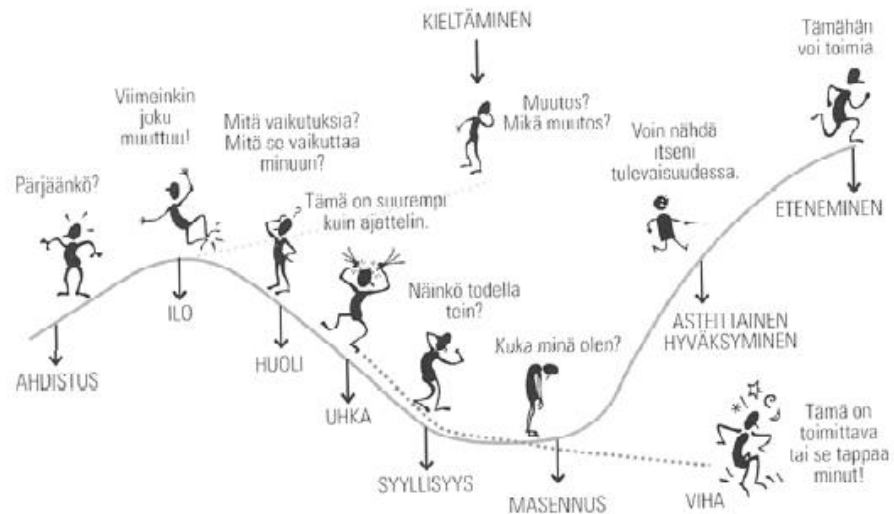 KIELTÄMINEN
Tämähän
voi toimia.
Viimeinkin
joku
muuttuu!
Muutos?
Mikä muutos?
Mitä vaikutuksia?
Mitä se vaikuttaa
minuun?
Voin nähdä
itseni
tulevaisuudessa.
Pärjäänkö?
Tämä on suurempi
kuin ajattelin.
ETENEMINEN
Näinkö todella
tein?
ILO
Kuka minä olen?
ASTEITTAINEN
HYVÄKSYMINEN
HUOLI
AHDISTUS
UHKA
Tämä on
toimittava
tai se tappaa
minut!
SYYLLISYYS
MASENNUS
VIHA